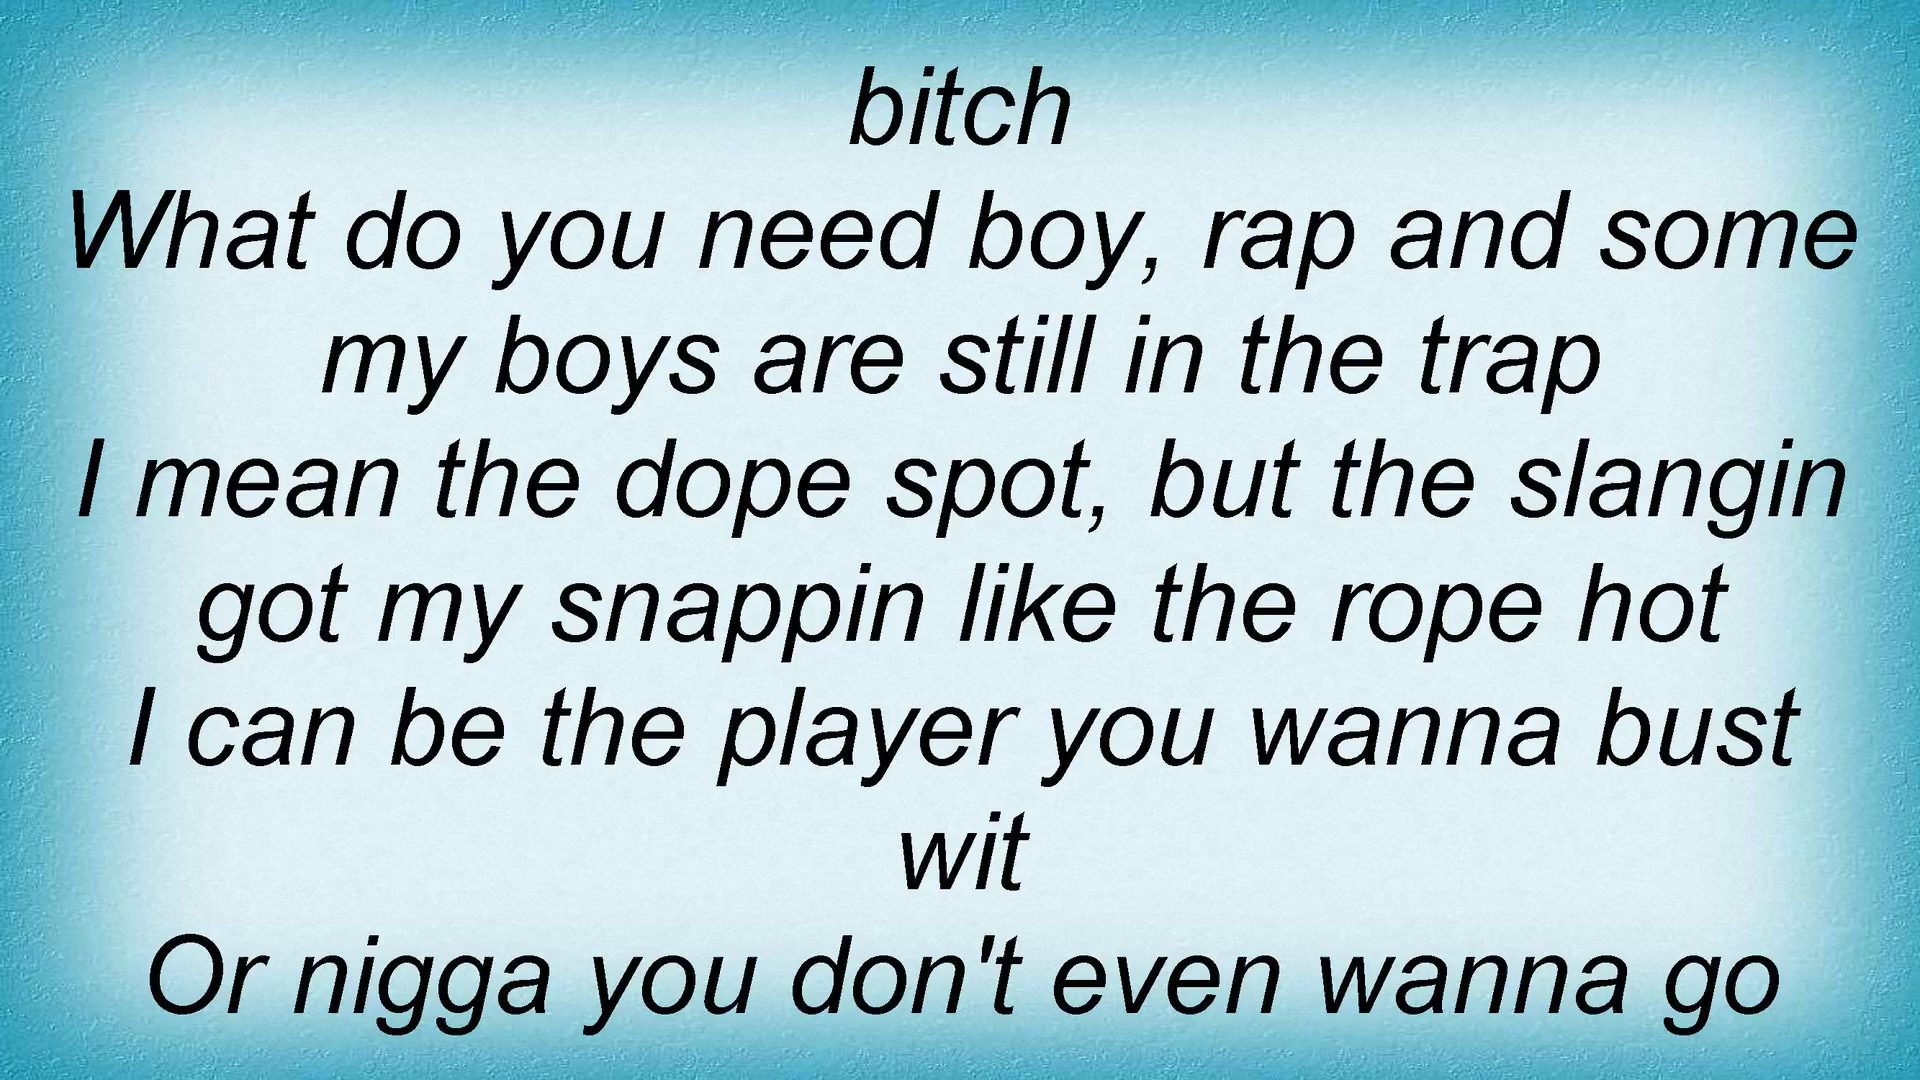 bitch
What do you need boy, rap and some
my boys are still in the trap
I mean the dope spot, but the slangin
got my snappin like the rope hot
I can be the player you wanna bust
wit
Or nigga you don't even wanna go